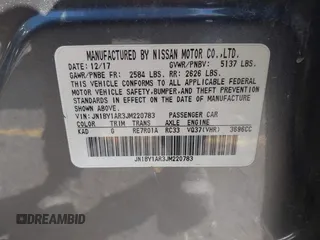 MANUFACTURED BY NISSAN MOTOR CO.,LTD.
DATE: 12/17 GVWR/PNBV: 5137 LBS.
GAWR/PNBE FR: 2584 LBS. RR: 2626 LBS.
THIS VEHICLE CONFORMS TO ALL APPLICABLE FEDERAL
MOTOR VEHICLE SAFETY,BUMPER,AND THEFT PREVENTION
STANDARDS IN EFFECT ON THE DATE OF MANUFACTURE
SHOWN ABOVE.
VIN: JN1BY1AR3JM220783 PASSENGER CAR
COLOR TRIM TRANS AXLE ENGINE
KAD G RE7R01A RC33 VQ37(VHR) 3696CC
JN1BY1AR3JM220783
© DREAMBID
DREAMBID.COM